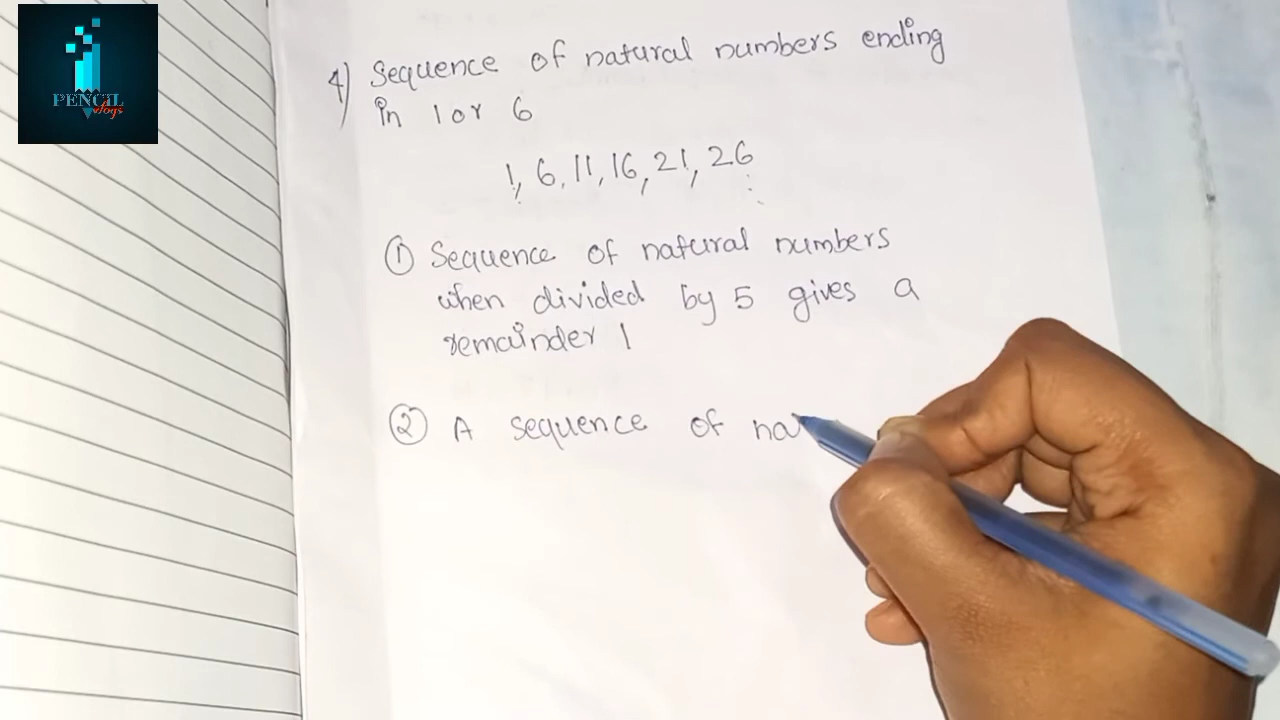 PENCIL
vlogs
4) Sequence of natural numbers ending
in 1 or 6
1, 6, 11, 16, 21, 26
① Sequence of natural numbers
when divided by 5 gives a
remainder 1
② A sequence of na